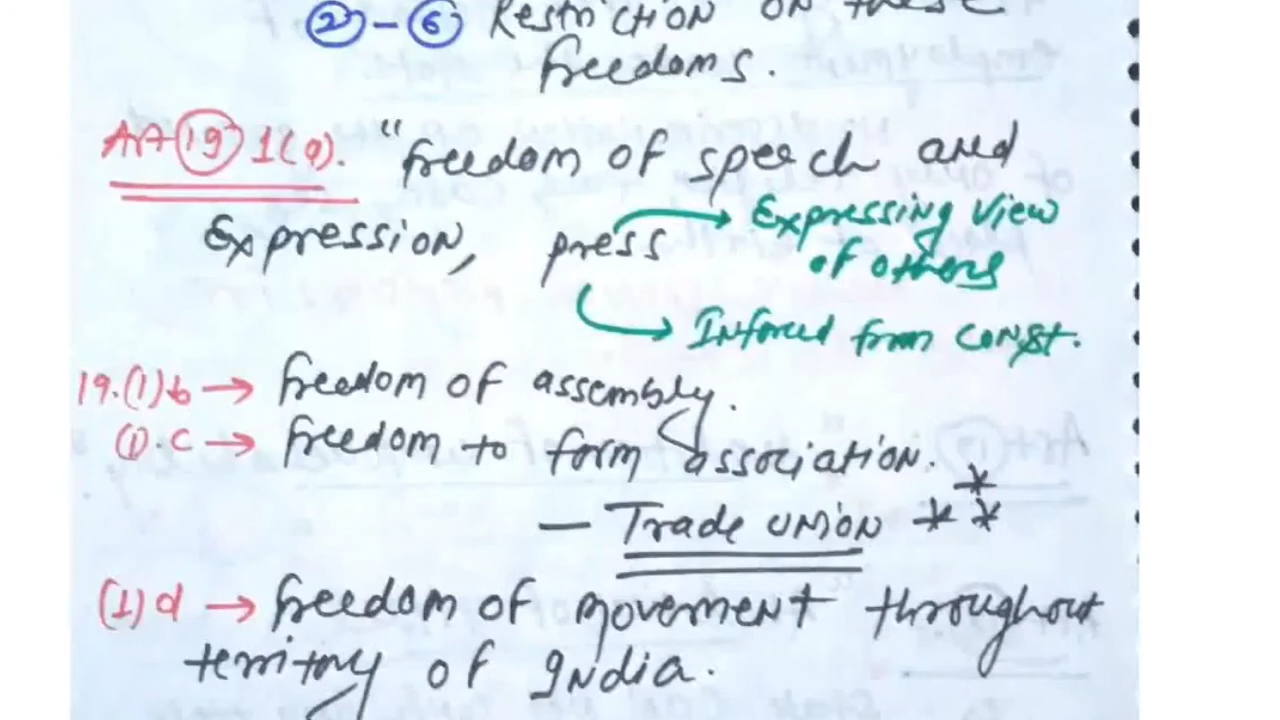 ②-⑥ Restriction on these
freedoms.
Art ⑲ 1(a). "freedom of speech and
Expression, press → Expressing view
of others
→ Inforced from const.
19.(1)b → freedom of assembly.
(1).c → freedom to form association.
— Trade union ***
(1)d → freedom of movement throughout
territory of India.